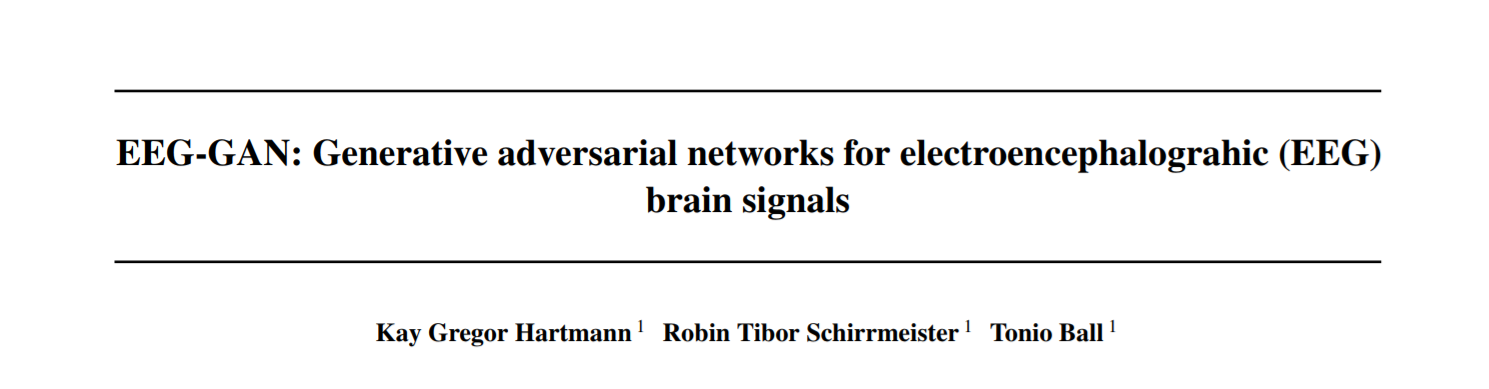 EEG-GAN: Generative adversarial networks for electroencephalograhic (EEG)
brain signals
Kay Gregor Hartmann 1 Robin Tibor Schirrmeister 1 Tonio Ball 1